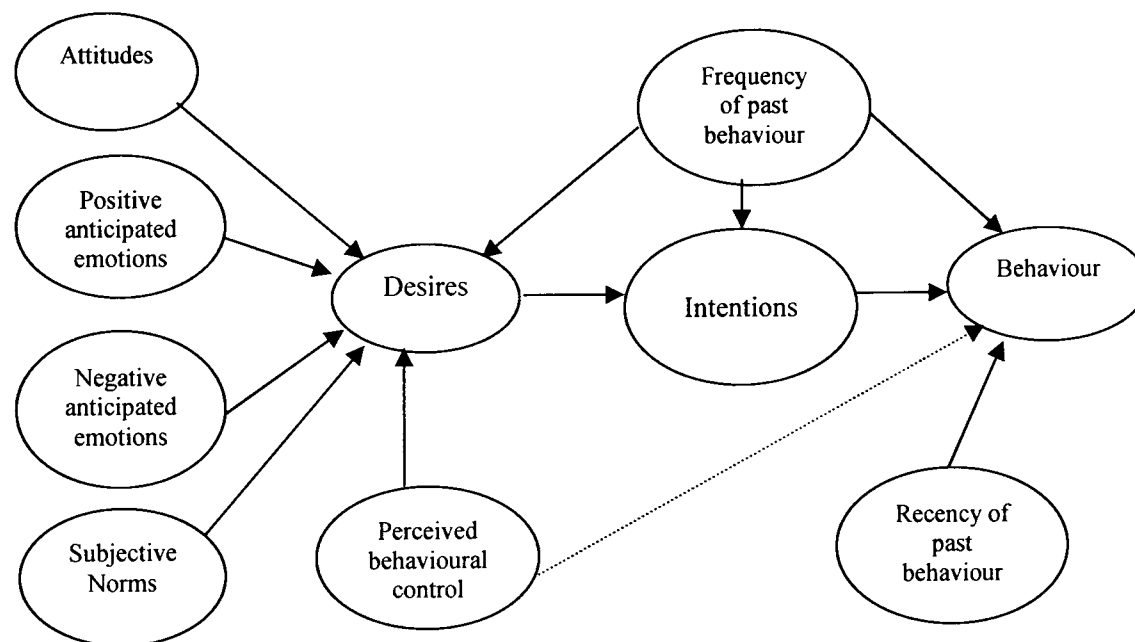 Attitudes
Positive
anticipated
emotions
Negative
anticipated
emotions
Subjective
Norms
Desires
Perceived
behavioural
control
Frequency
of past
behaviour
Intentions
Behaviour
Recency of
past
behaviour